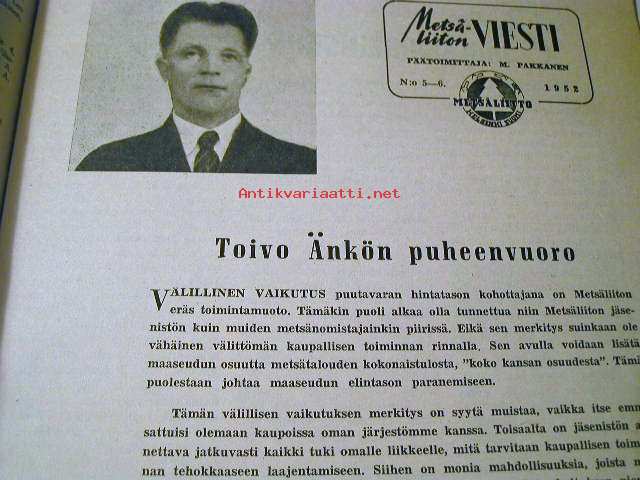 Metsä-
liiton VIESTI
PÄÄTOIMITTAJA: M. PAKKANEN
N:o 5—6. 1952
METSÄLIITTO
HELSINKI
Antikvariaatti.net
Toivo Änkön puheenvuoro
VÄLILLINEN VAIKUTUS puutavaran hintatason kohottajana on Metsäliiton
eräs toimintamuoto. Tämäkin puoli alkaa olla tunnettua niin Metsäliiton jäse-
nistön kuin muiden metsänomistajainkin piirissä. Eikä sen merkitys suinkaan ole
vähäinen välittömän kaupallisen toiminnan rinnalla. Sen avulla voidaan lisätä
maaseudun osuutta metsätalouden kokonaistulosta, "koko kansan osuudesta". Tämä
puolestaan johtaa maaseudun elintason paranemiseen.
Tämän välillisen vaikutuksen merkitys on syytä muistaa, vaikka itse emm
sattuisi olemaan kaupoissa oman järjestömme kanssa. Toisaalta on jäsenistön a
nettava jatkuvasti kaikki tuki omalle liikkeelle, mitä tarvitaan kaupallisen toim
nan tehokkaaseen laajentamiseen. Siihen on monia mahdollisuuksia, joista m